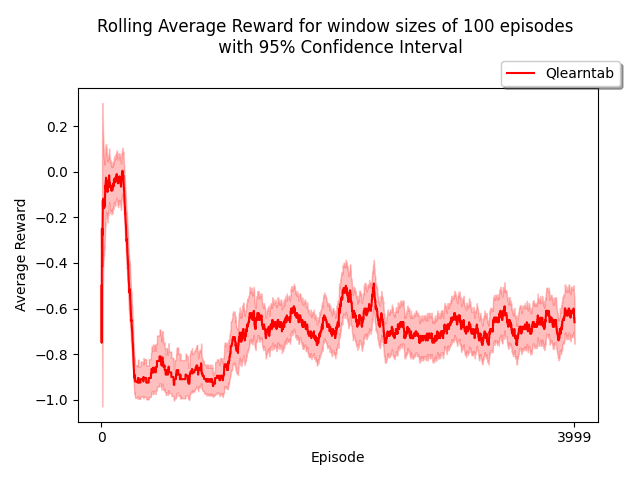 Rolling Average Reward for window sizes of 100 episodes
with 95% Confidence Interval
Qlearntab
0.2
0.0
−0.2
−0.4
−0.6
−0.8
−1.0
Average Reward
0
3999
Episode